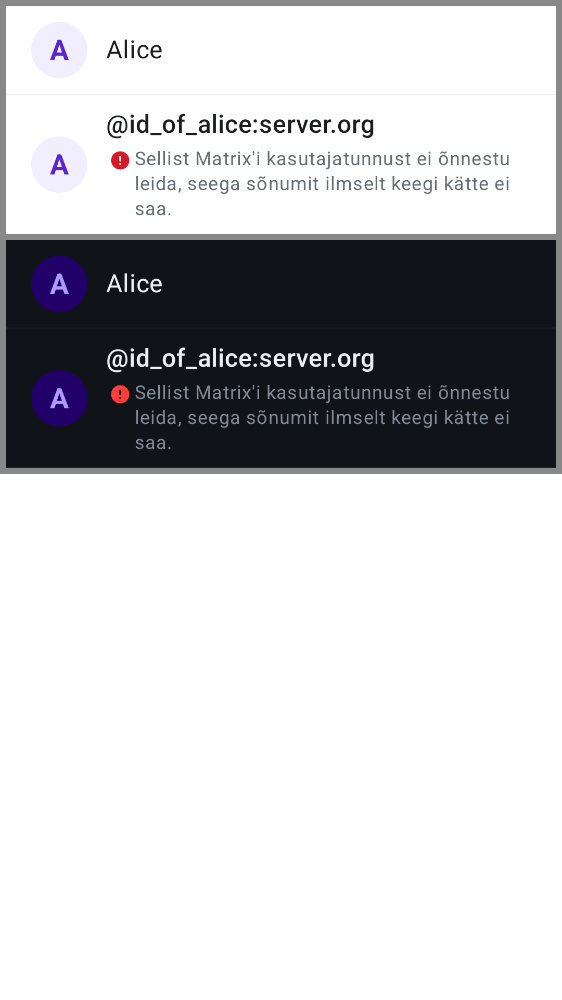 A
Alice
@id_of_alice:server.org
A
Sellist Matrix'i kasutajatunnust ei õnnestu
leida, seega sõnumit ilmselt keegi kätte ei
saa.
A
Alice
@id_of_alice:server.org
A
Sellist Matrix'i kasutajatunnust ei õnnestu
leida, seega sõnumit ilmselt keegi kätte ei
saa.